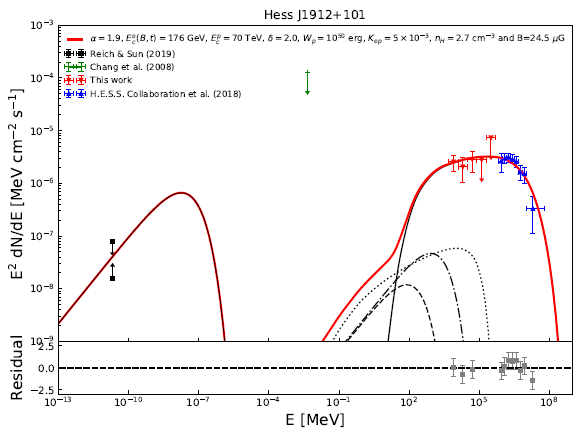 Hess J1912+101
α = 1.9, E_c^e(B, t) = 176 GeV, E_c^p = 70 TeV, δ = 2.0, W_p = 10^50 erg, K_ep = 5 × 10^−3, n_H = 2.7 cm^−3 and B=24.5 μG
Reich & Sun (2019)
Chang et al. (2008)
This work
H.E.S.S. Collaboration et al. (2018)
E^2 dN/dE [MeV cm^−2 s^−1]
10^−3
10^−4
10^−5
10^−6
10^−7
10^−8
10^−9
Residual
2.5
0.0
−2.5
10^−13
10^−10
10^−7
10^−4
10^−1
10^2
10^5
10^8
E [MeV]